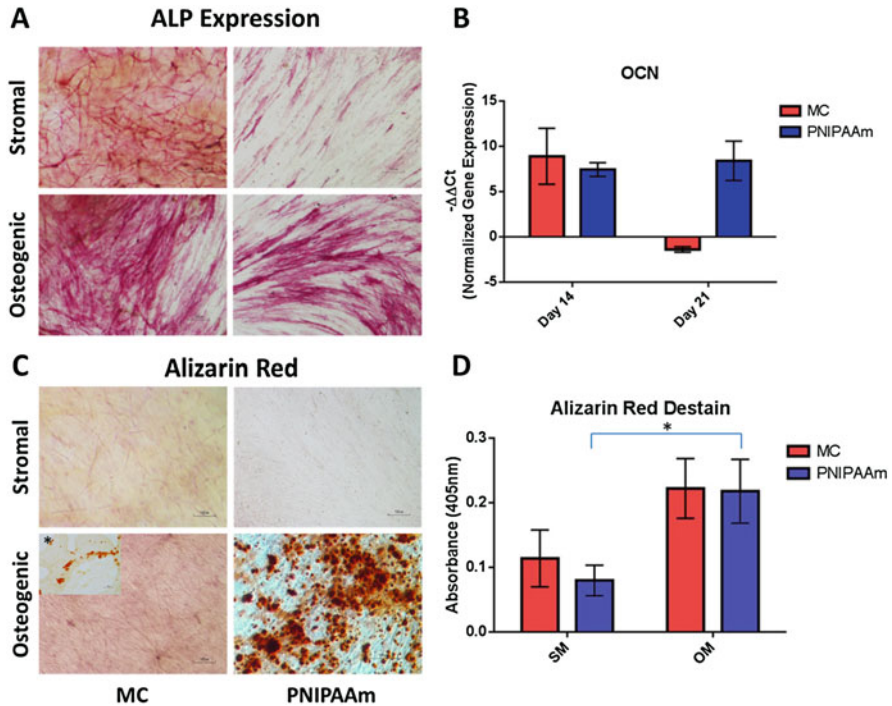 A
ALP Expression
Stromal
Osteogenic
B
OCN
-ΔΔCt
(Normalized Gene Expression)
15
10
5
0
-5
Day 14
Day 21
MC
PNIPAAm
C
Alizarin Red
Stromal
Osteogenic
*
MC
PNIPAAm
D
Alizarin Red Destain
*
Absorbance (405nm)
0.3
0.2
0.1
0.0
SM
OM
MC
PNIPAAm